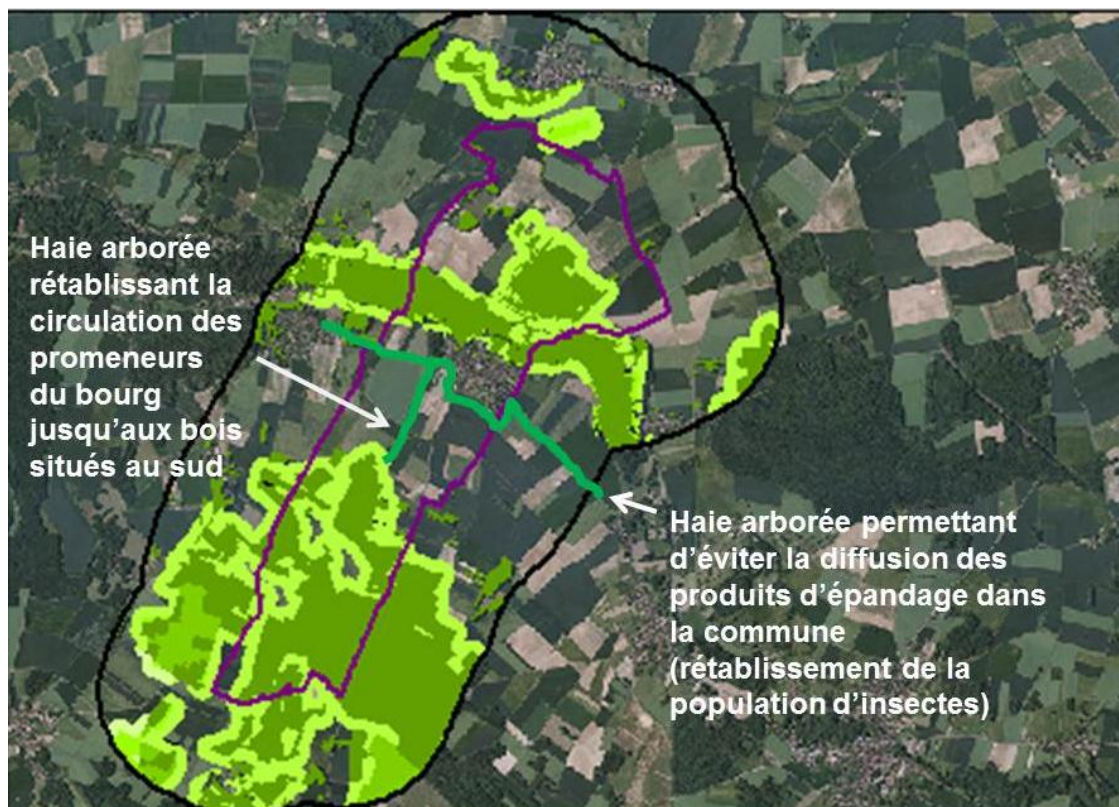 Haie arborée
rétablissant la
circulation des
promeneurs
du bourg
jusqu’aux bois
situés au sud
Haie arborée permettant
d’éviter la diffusion des
produits d’épandage dans
la commune
(rétablissement de la
population d’insectes)